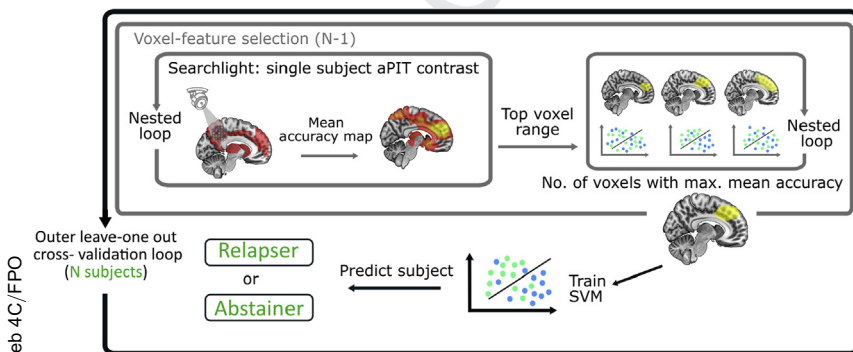 Voxel-feature selection (N-1)
Searchlight: single subject aPIT contrast
Nested
loop
Mean
accuracy map
Top voxel
range
Nested
loop
No. of voxels with max. mean accuracy
Outer leave-one out
cross- validation loop
(N subjects)
Relapser
or
Abstainer
Predict subject
Train
SVM
eb 4C/FPO